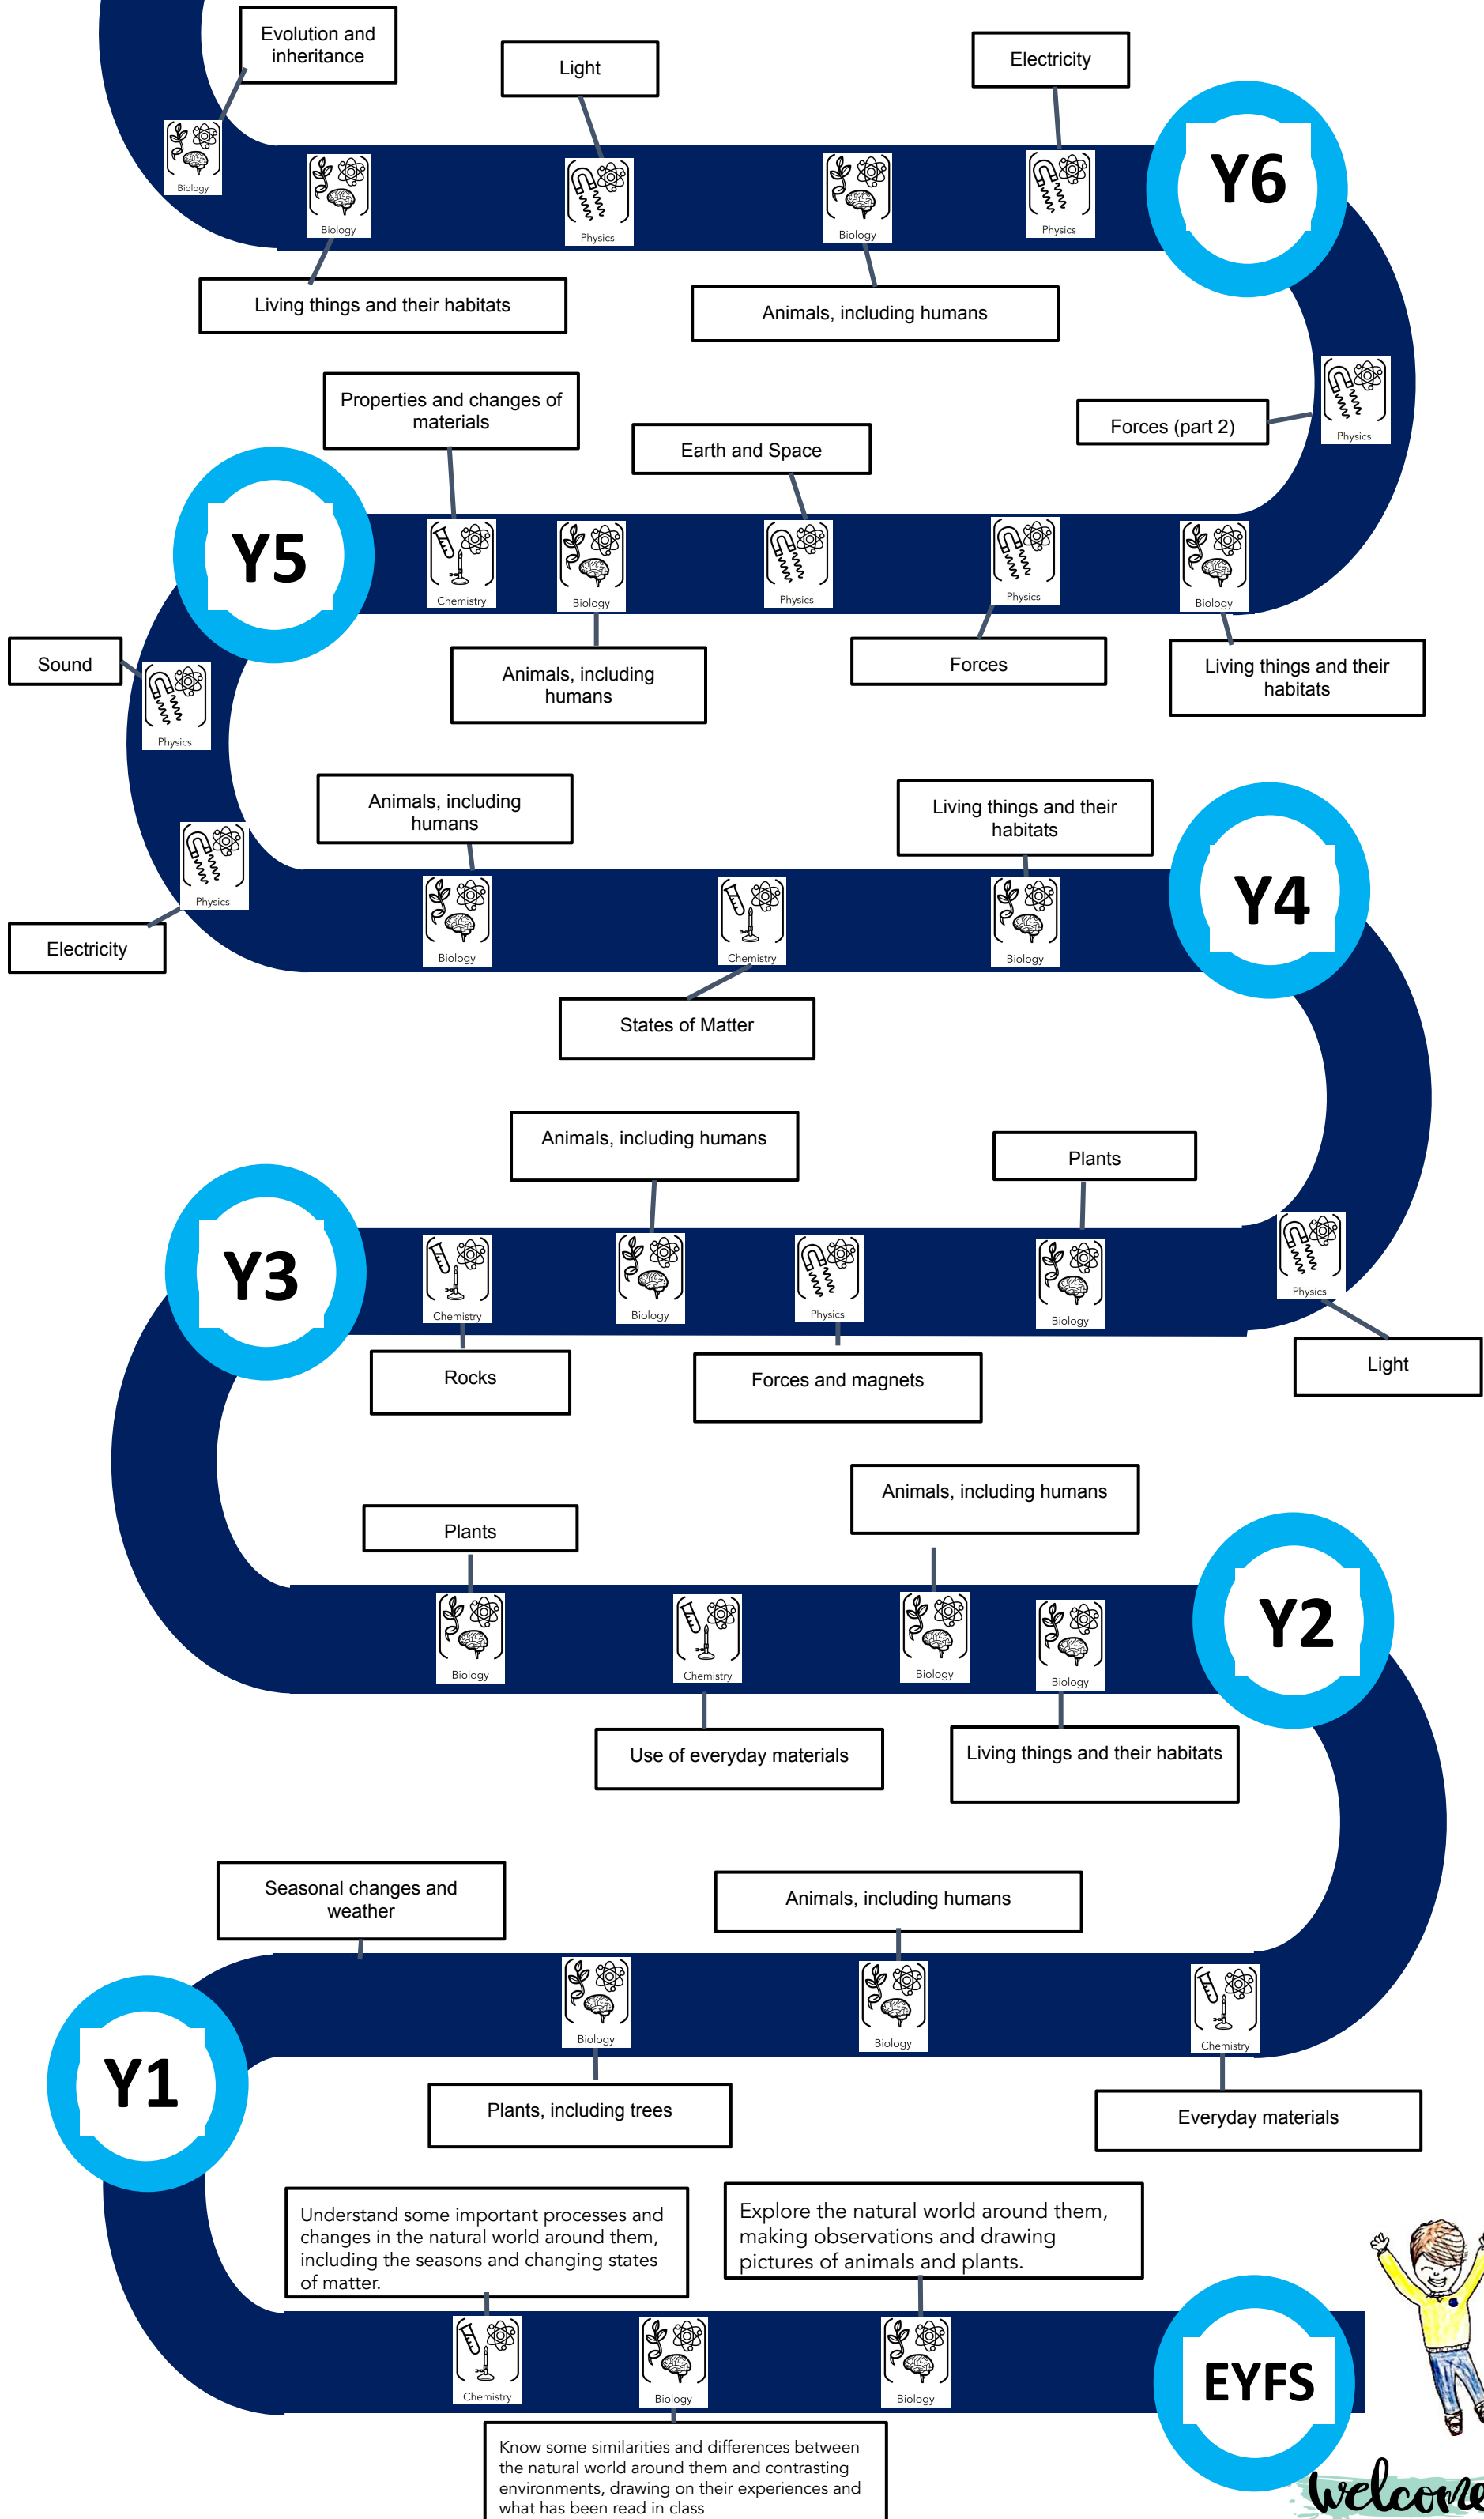 Evolution and
inheritance
Light
Electricity
Y6
Biology
Biology
Physics
Biology
Physics
Living things and their habitats
Animals, including humans
Properties and changes of
materials
Earth and Space
Forces (part 2)
Physics
Y5
Chemistry
Biology
Physics
Physics
Biology
Sound
Physics
Animals, including
humans
Forces
Living things and their
habitats
Animals, including
humans
Living things and their
habitats
Y4
Physics
Electricity
Biology
Chemistry
Biology
States of Matter
Animals, including humans
Plants
Y3
Chemistry
Biology
Physics
Biology
Physics
Rocks
Forces and magnets
Light
Plants
Animals, including humans
Y2
Biology
Chemistry
Biology
Biology
Use of everyday materials
Living things and their habitats
Seasonal changes and
weather
Animals, including humans
Y1
Biology
Biology
Chemistry
Plants, including trees
Everyday materials
Understand some important processes and
changes in the natural world around them,
including the seasons and changing states
of matter.
Explore the natural world around them,
making observations and drawing
pictures of animals and plants.
Chemistry
Biology
Biology
EYFS
Know some similarities and differences between
the natural world around them and contrasting
environments, drawing on their experiences and
what has been read in class
welcome